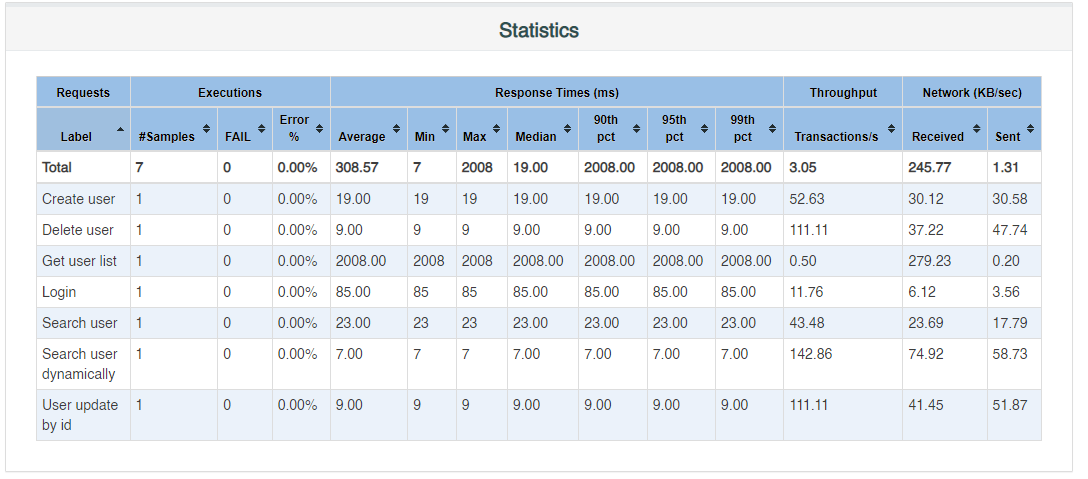 Statistics
Requests Executions Response Times (ms) Throughput Network (KB/sec)
Label #Samples FAIL Error % Average Min Max Median 90th pct 95th pct 99th pct Transactions/s Received Sent
Total 7 0 0.00% 308.57 7 2008 19.00 2008.00 2008.00 2008.00 3.05 245.77 1.31
Create user 1 0 0.00% 19.00 19 19 19.00 19.00 19.00 19.00 52.63 30.12 30.58
Delete user 1 0 0.00% 9.00 9 9 9.00 9.00 9.00 9.00 111.11 37.22 47.74
Get user list 1 0 0.00% 2008.00 2008 2008 2008.00 2008.00 2008.00 2008.00 0.50 279.23 0.20
Login 1 0 0.00% 85.00 85 85 85.00 85.00 85.00 85.00 11.76 6.12 3.56
Search user 1 0 0.00% 23.00 23 23 23.00 23.00 23.00 23.00 43.48 23.69 17.79
Search user dynamically 1 0 0.00% 7.00 7 7 7.00 7.00 7.00 7.00 142.86 74.92 58.73
User update by id 1 0 0.00% 9.00 9 9 9.00 9.00 9.00 9.00 111.11 41.45 51.87